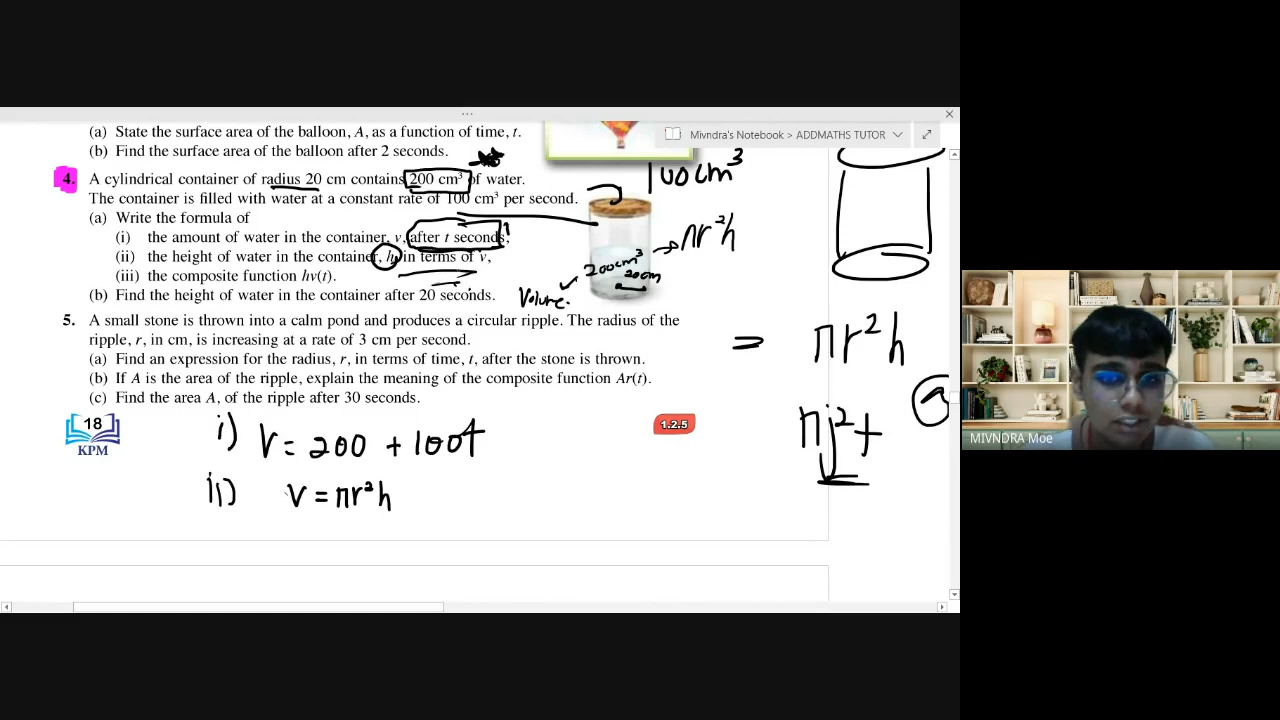 Mivndra's Notebook > ADDMATHS TUTOR
(a) State the surface area of the balloon, A, as a function of time, t.
(b) Find the surface area of the balloon after 2 seconds.
4. A cylindrical container of radius 20 cm contains 200 cm³ of water.
The container is filled with water at a constant rate of 100 cm³ per second.
(a) Write the formula of
(i) the amount of water in the container, v, after t seconds,
(ii) the height of water in the container, h, in terms of v,
(iii) the composite function hv(t).
(b) Find the height of water in the container after 20 seconds.
100cm³
πr²h
200cm³
20cm
Volume.
5. A small stone is thrown into a calm pond and produces a circular ripple. The radius of the
ripple, r, in cm, is increasing at a rate of 3 cm per second.
(a) Find an expression for the radius, r, in terms of time, t, after the stone is thrown.
(b) If A is the area of the ripple, explain the meaning of the composite function Ar(t).
(c) Find the area A, of the ripple after 30 seconds.
= πr²h
18
KPM
1.2.5
i) V = 200 + 100t
ii) V = πr²h
MIVNDRA Moe